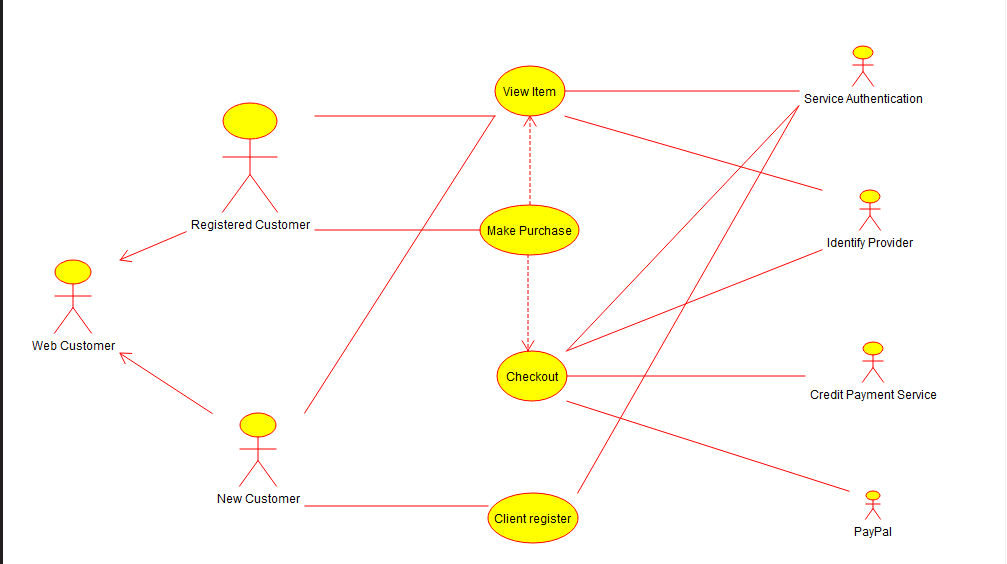 View Item
Service Authentication
Registered Customer
Make Purchase
Identify Provider
Web Customer
Checkout
Credit Payment Service
New Customer
Client register
PayPal